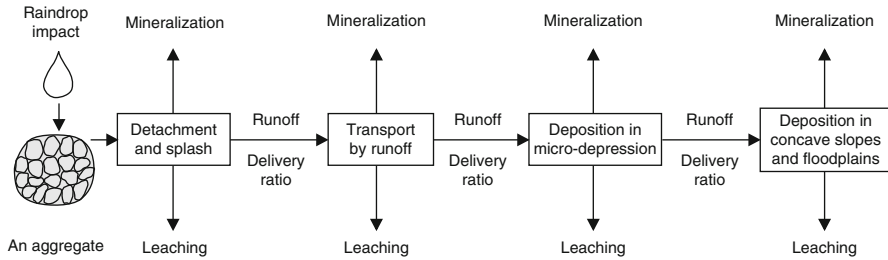 Raindrop
impact
Mineralization
Mineralization
Mineralization
Mineralization
Detachment
and splash
Runoff
Delivery
ratio
Transport
by runoff
Runoff
Delivery
ratio
Deposition in
micro-depression
Runoff
Delivery
ratio
Deposition in
concave slopes
and floodplains
An aggregate
Leaching
Leaching
Leaching
Leaching